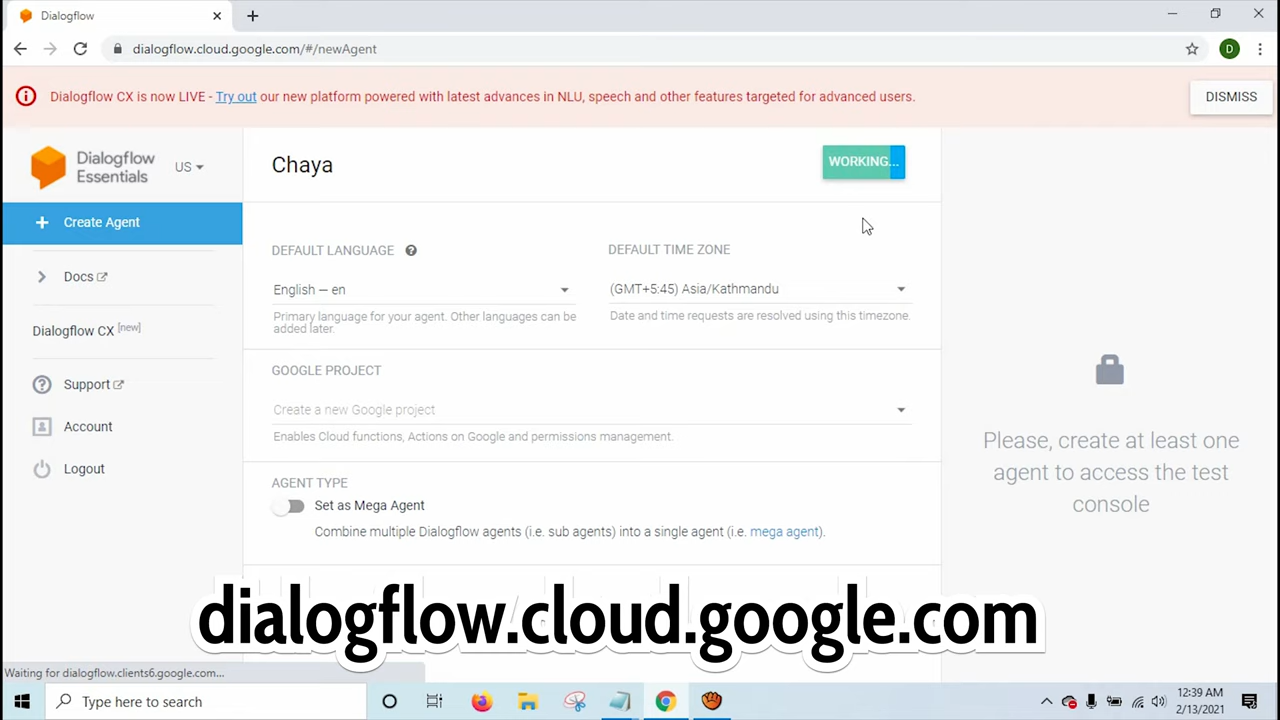 Dialogflow
dialogflow.cloud.google.com/#/newAgent
D
Dialogflow CX is now LIVE - Try out our new platform powered with latest advances in NLU, speech and other features targeted for advanced users.
DISMISS
Dialogflow
Essentials
US
Chaya
WORKING...
Create Agent
DEFAULT LANGUAGE
DEFAULT TIME ZONE
Docs
English — en
(GMT+5:45) Asia/Kathmandu
Primary language for your agent. Other languages can be
added later.
Date and time requests are resolved using this timezone.
Dialogflow CX [new]
GOOGLE PROJECT
Support
Create a new Google project
Account
Enables Cloud functions, Actions on Google and permissions management.
Please, create at least one
agent to access the test
console
Logout
AGENT TYPE
Set as Mega Agent
Combine multiple Dialogflow agents (i.e. sub agents) into a single agent (i.e. mega agent).
dialogflow.cloud.google.com
Waiting for dialogflow.clients6.google.com...
Type here to search
12:39 AM
2/13/2021